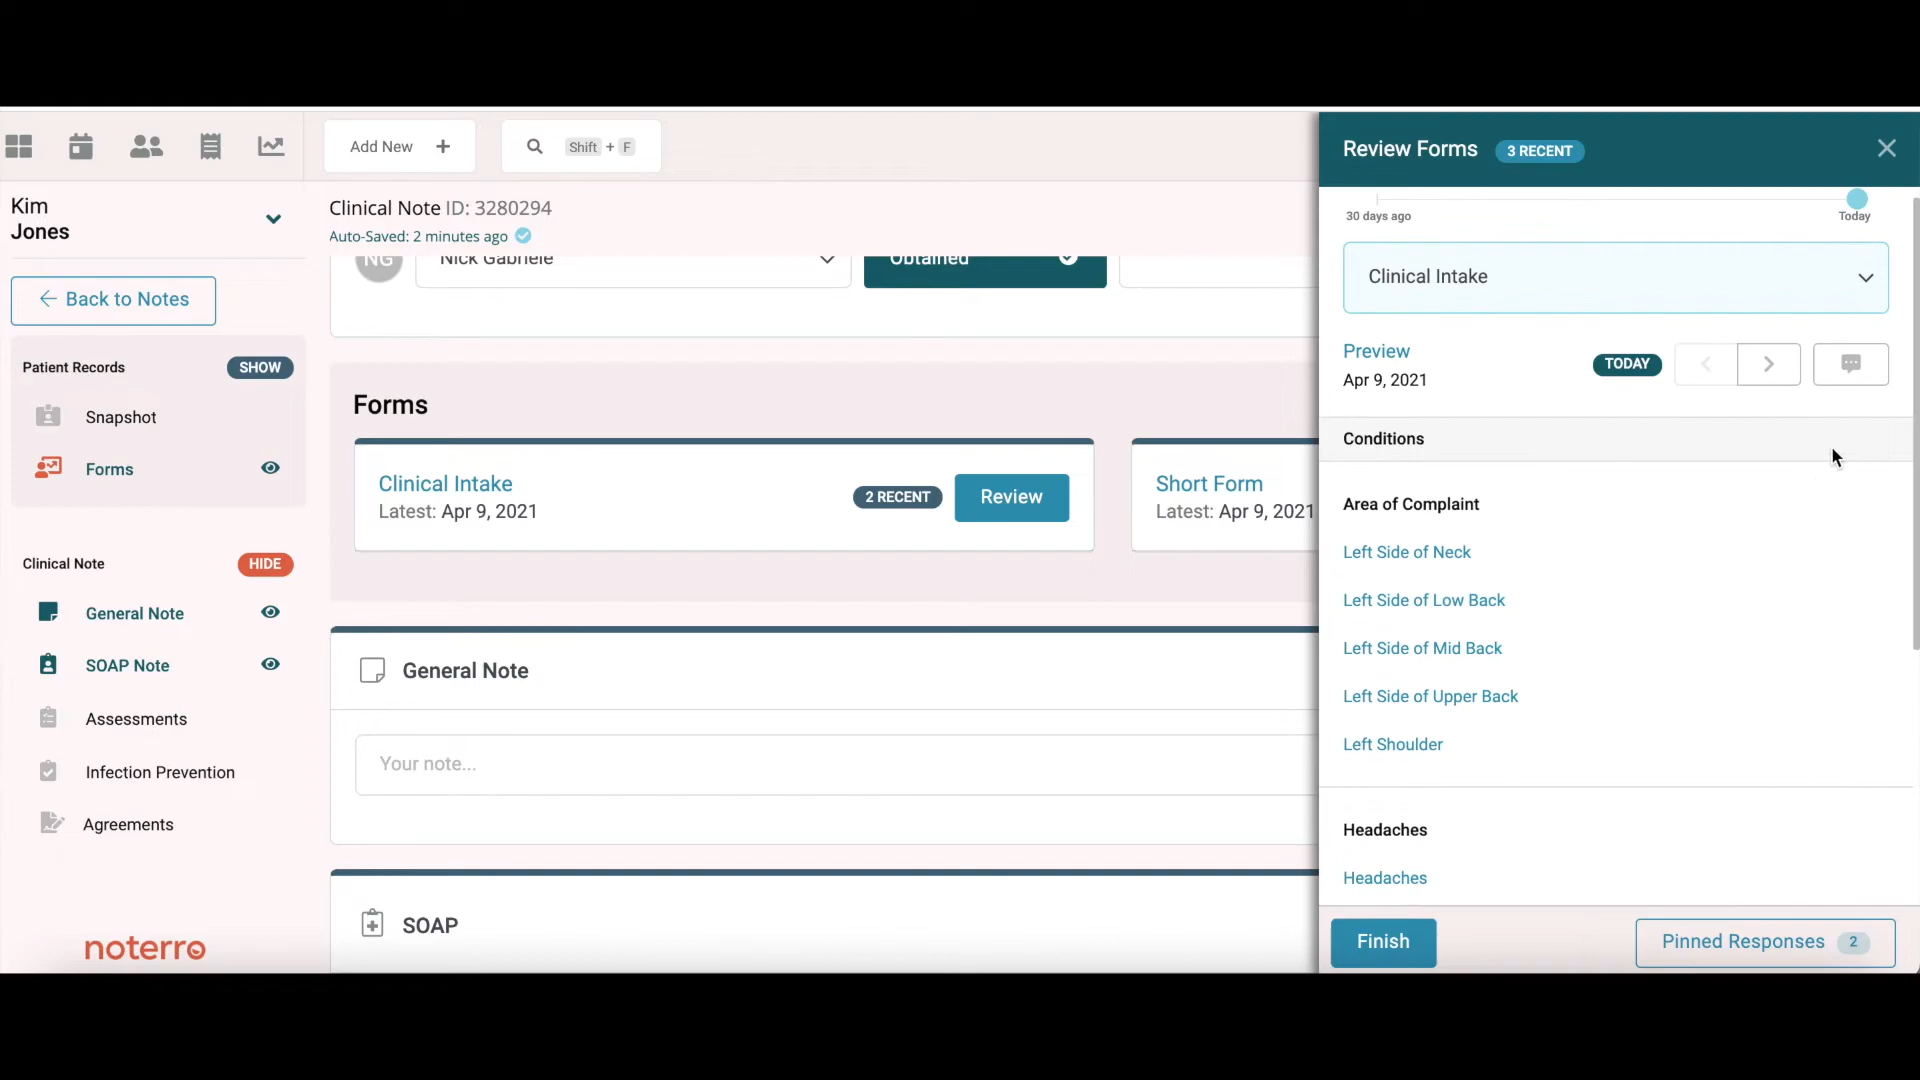 Add New +
Shift + F
Kim
Jones
Back to Notes
Patient Records SHOW
Snapshot
Forms
Clinical Note HIDE
General Note
SOAP Note
Assessments
Infection Prevention
Agreements
noterro
Clinical Note ID: 3280294
Auto-Saved: 2 minutes ago
NG Nick Gabriele Obtained
Forms
Clinical Intake
Latest: Apr 9, 2021
2 RECENT Review
Short Form
Latest: Apr 9, 2021
General Note
Your note...
SOAP
Review Forms 3 RECENT
30 days ago Today
Clinical Intake
Preview
Apr 9, 2021
TODAY
Conditions
Area of Complaint
Left Side of Neck
Left Side of Low Back
Left Side of Mid Back
Left Side of Upper Back
Left Shoulder
Headaches
Headaches
Finish Pinned Responses 2